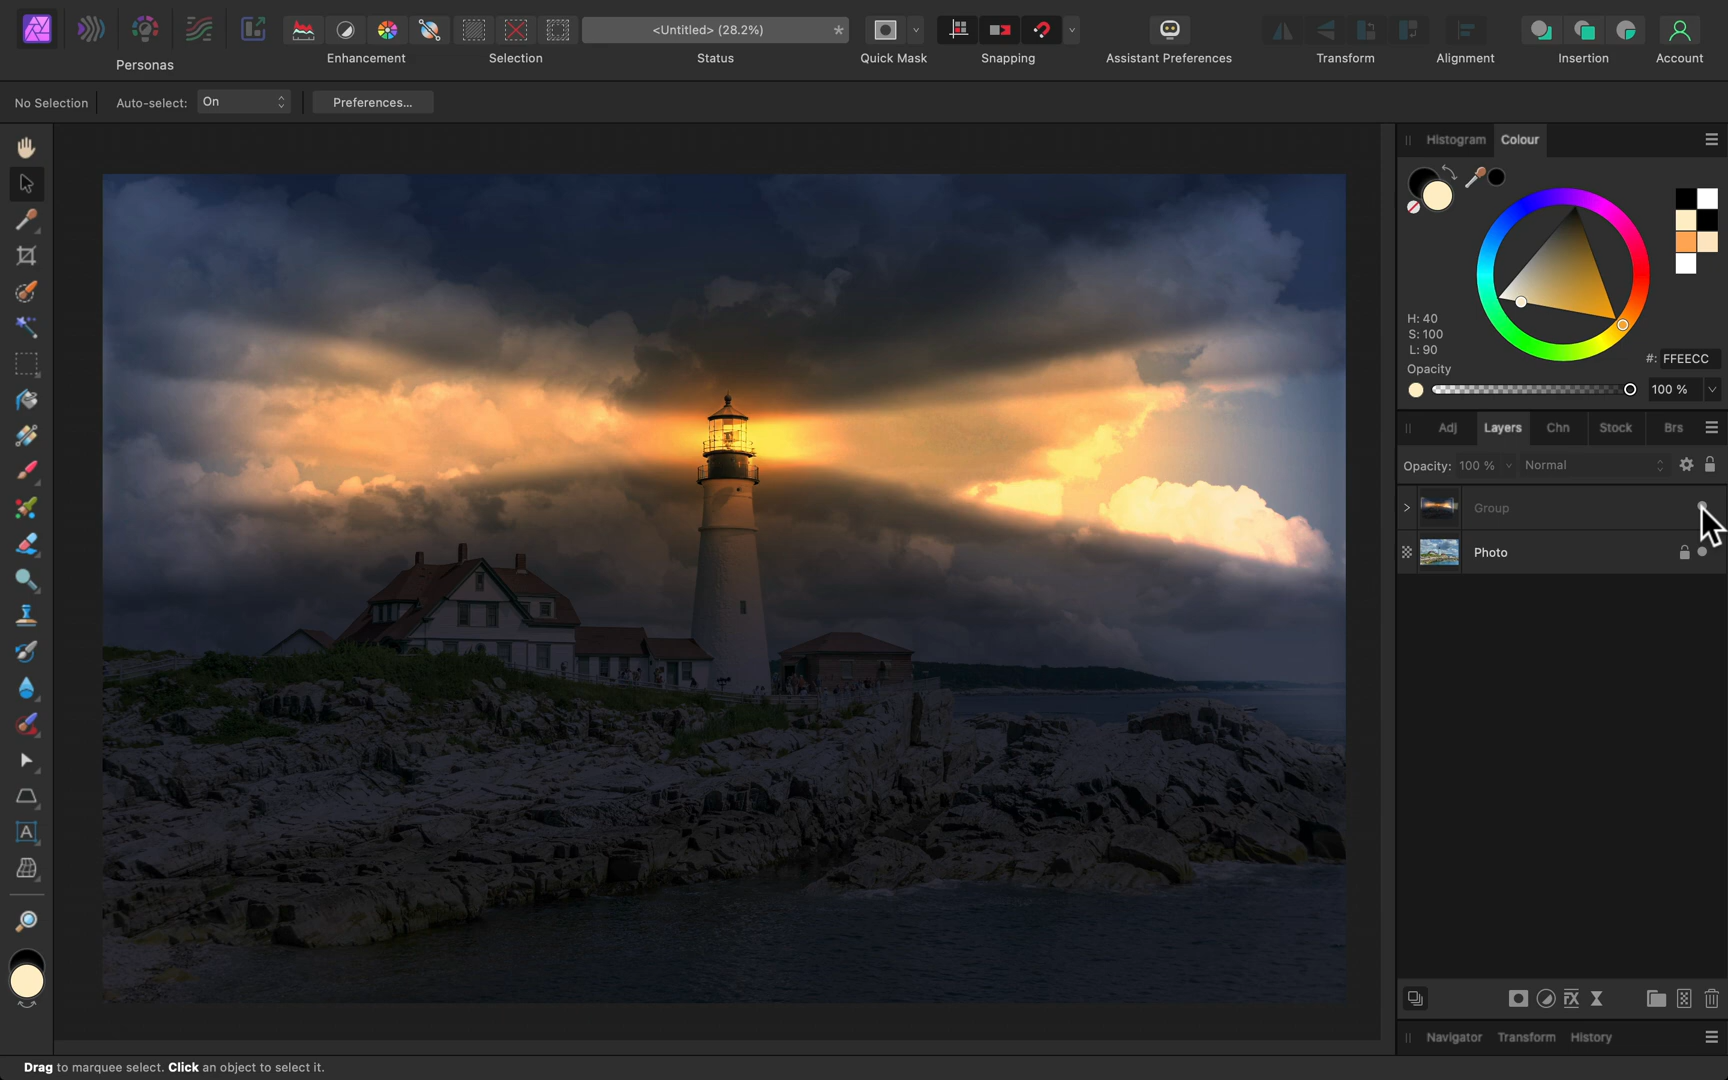 <Untitled> (28.2%)
*
Personas
Enhancement
Selection
Status
Quick Mask
Snapping
Assistant Preferences
Transform
Alignment
Insertion
Account
No Selection
Auto-select: On
Preferences...
Histogram
Colour
H: 40
S: 100
L: 90
#: FFEECC
Opacity
100 %
Adj
Layers
Chn
Stock
Brs
Opacity: 100 %
Normal
Group
Photo
fx
A
Navigator
Transform
History
Drag to marquee select. Click an object to select it.